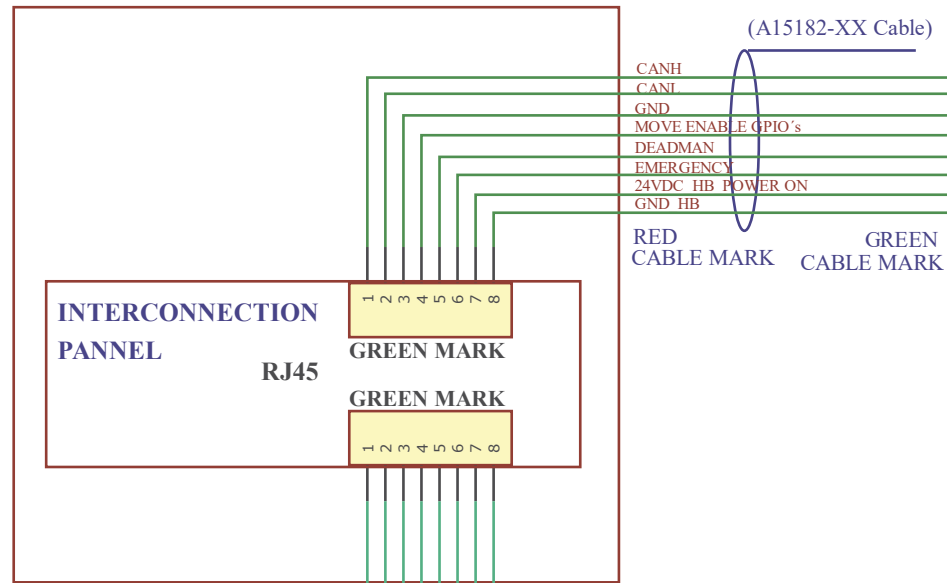 (A15182-XX Cable)
CANH
CANL
GND
MOVE ENABLE GPIO´s
DEADMAN
EMERGENCY
24VDC HB POWER ON
GND HB
RED
CABLE MARK
GREEN
CABLE MARK
1 2 3 4 5 6 7 8
INTERCONNECTION
PANNEL
GREEN MARK
RJ45
GREEN MARK
1 2 3 4 5 6 7 8